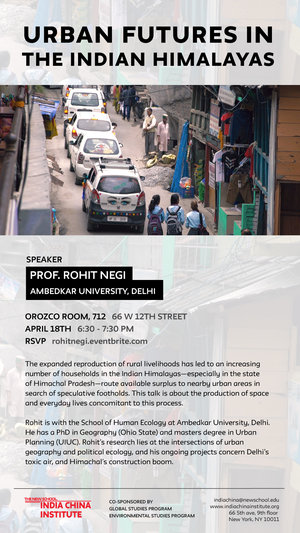 URBAN FUTURES IN
THE INDIAN HIMALAYAS
SPEAKER
PROF. ROHIT NEGI
AMBEDKAR UNIVERSITY, DELHI
OROZCO ROOM, 712 66 W 12TH STREET
APRIL 18TH 6:30 - 7:30 PM
RSVP rohitnegi.eventbrite.com
The expanded reproduction of rural livelihoods has led to an increasing
number of households in the Indian Himalayas—especially in the state
of Himachal Pradesh—route available surplus to nearby urban areas in
search of speculative footholds. This talk is about the production of space
and everyday lives concomitant to this process.
Rohit is with the School of Human Ecology at Ambedkar University, Delhi.
He has a PhD in Geography (Ohio State) and masters degree in Urban
Planning (UIUC). Rohit's research lies at the intersections of urban
geography and political ecology, and his ongoing projects concern Delhi's
toxic air, and Himachal's construction boom.
THE NEW SCHOOL
INDIA CHINA
INSTITUTE
CO-SPONSORED BY
GLOBAL STUDIES PROGRAM
ENVIRONMENTAL STUDIES PROGRAM
indiachina@newschool.edu
www.indiachinainstitute.org
66 5th ave, 9th floor
New York, NY 10011